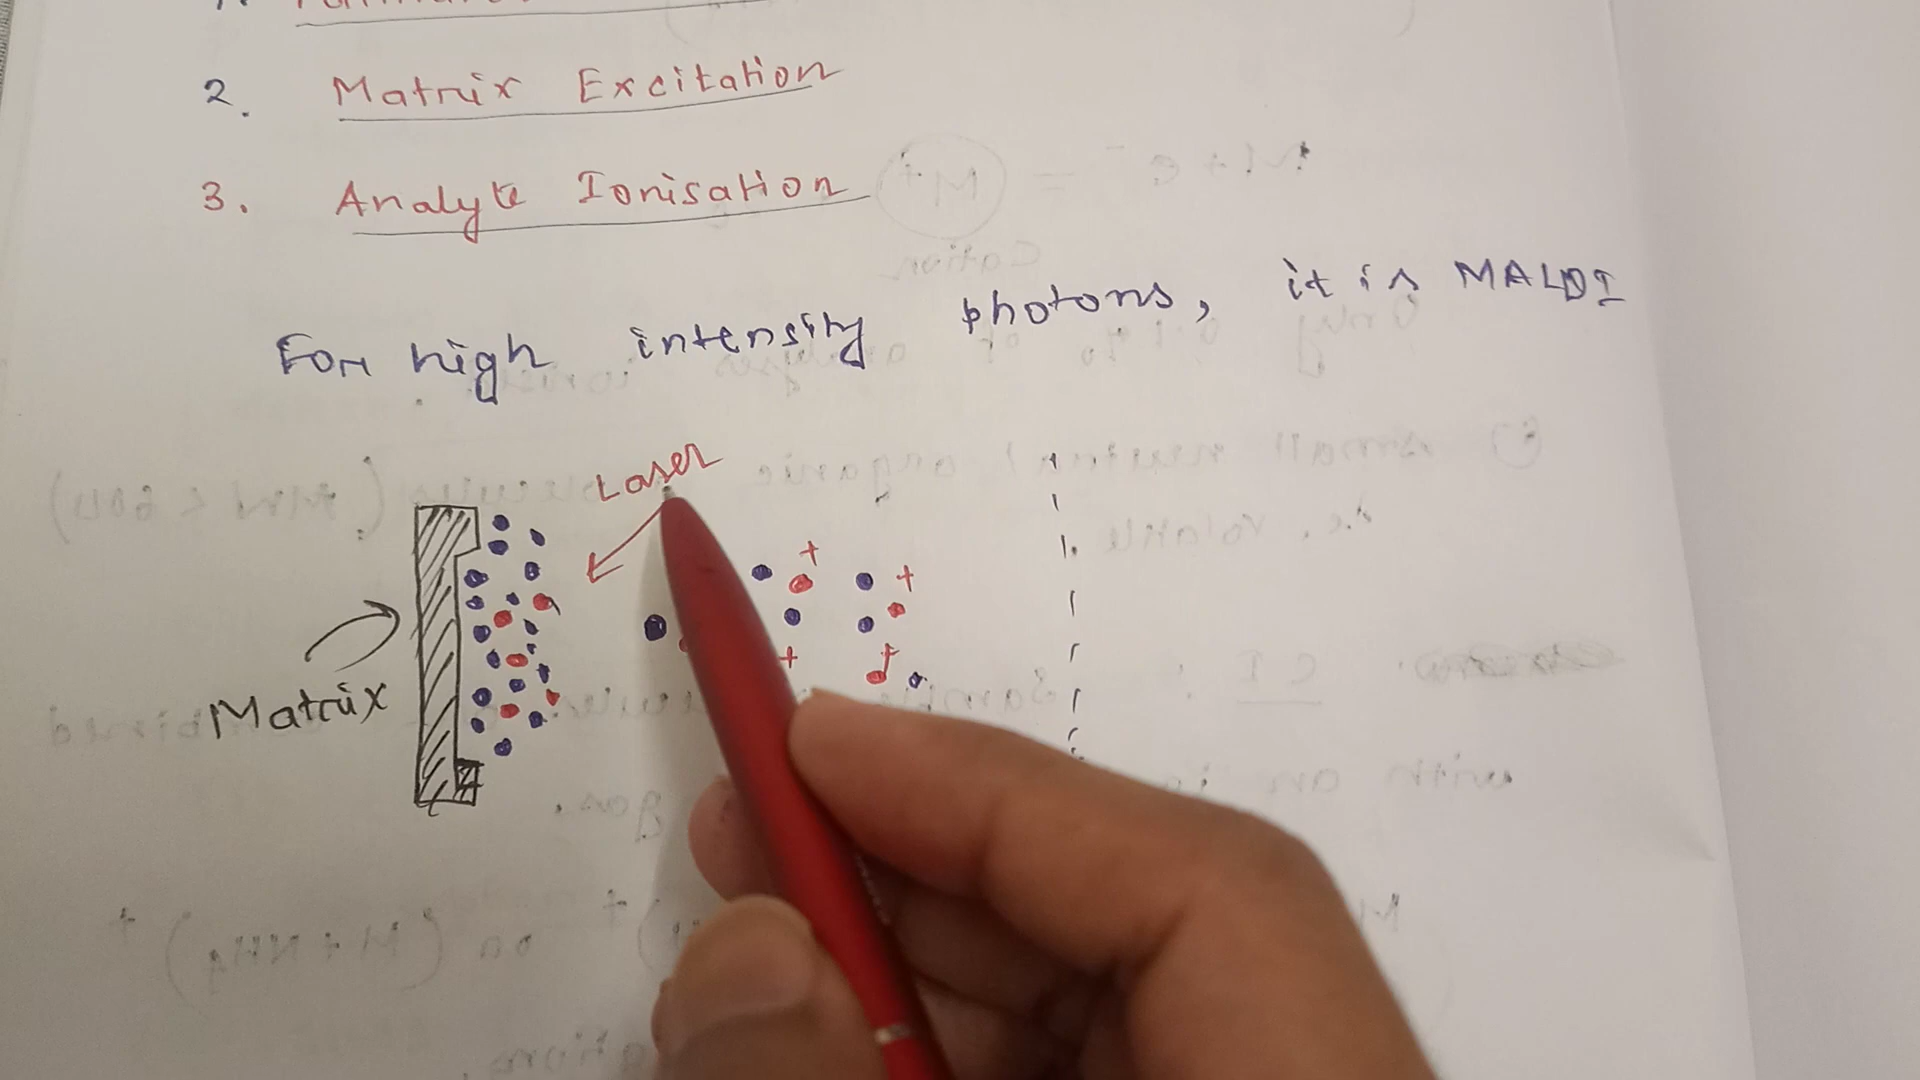 2. Matrix Excitation
3. Analyte Ionisation
For high intensity photons, it is MALDI
Laser
Matrix